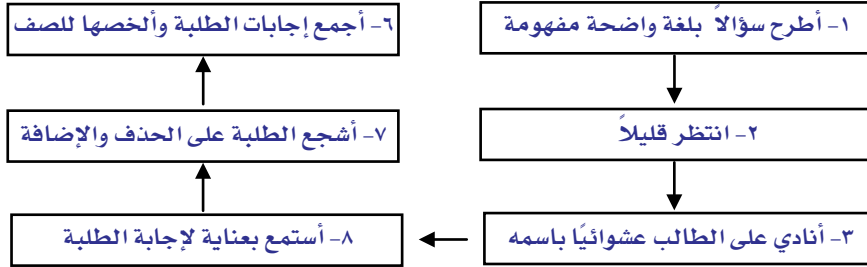 ١- أطرح سؤالاً بلغة واضحة مفهومة
٢- انتظر قليلاً
٣- أنادي على الطالب عشوائيًا باسمه
٨- أستمع بعناية لإجابة الطلبة
٧- أشجع الطلبة على الحذف والإضافة
٦- أجمع إجابات الطلبة وألخصها للصف